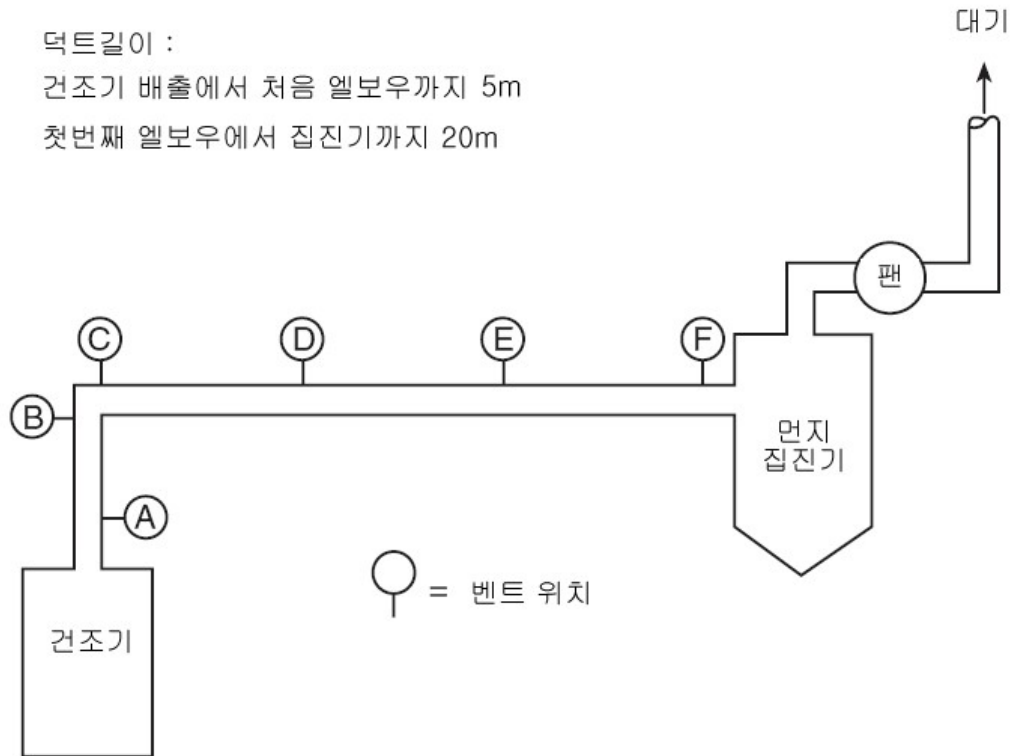 대기
덕트길이 :
건조기 배출에서 처음 엘보우까지 5m
첫번째 엘보우에서 집진기까지 20m
팬
C
D
E
F
B
먼지
집진기
A
= 벤트 위치
건조기